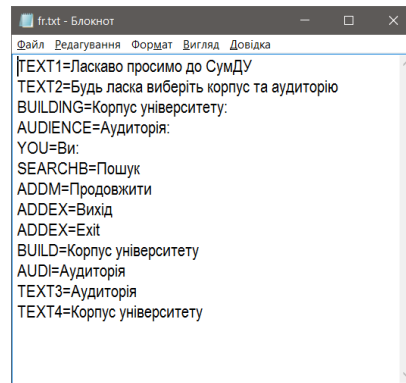 fr.txt - Блокнот
Файл Редагування Формат Вигляд Довідка
TEXT1=Ласкаво просимо до СумДУ
TEXT2=Будь ласка виберіть корпус та аудиторію
BUILDING=Корпус університету:
AUDIENCE=Аудиторія:
YOU=Ви:
SEARCHB=Пошук
ADDM=Продовжити
ADDEX=Вихід
ADDEX=Exit
BUILD=Корпус університету
AUDI=Аудиторія
TEXT3=Аудиторія
TEXT4=Корпус університету